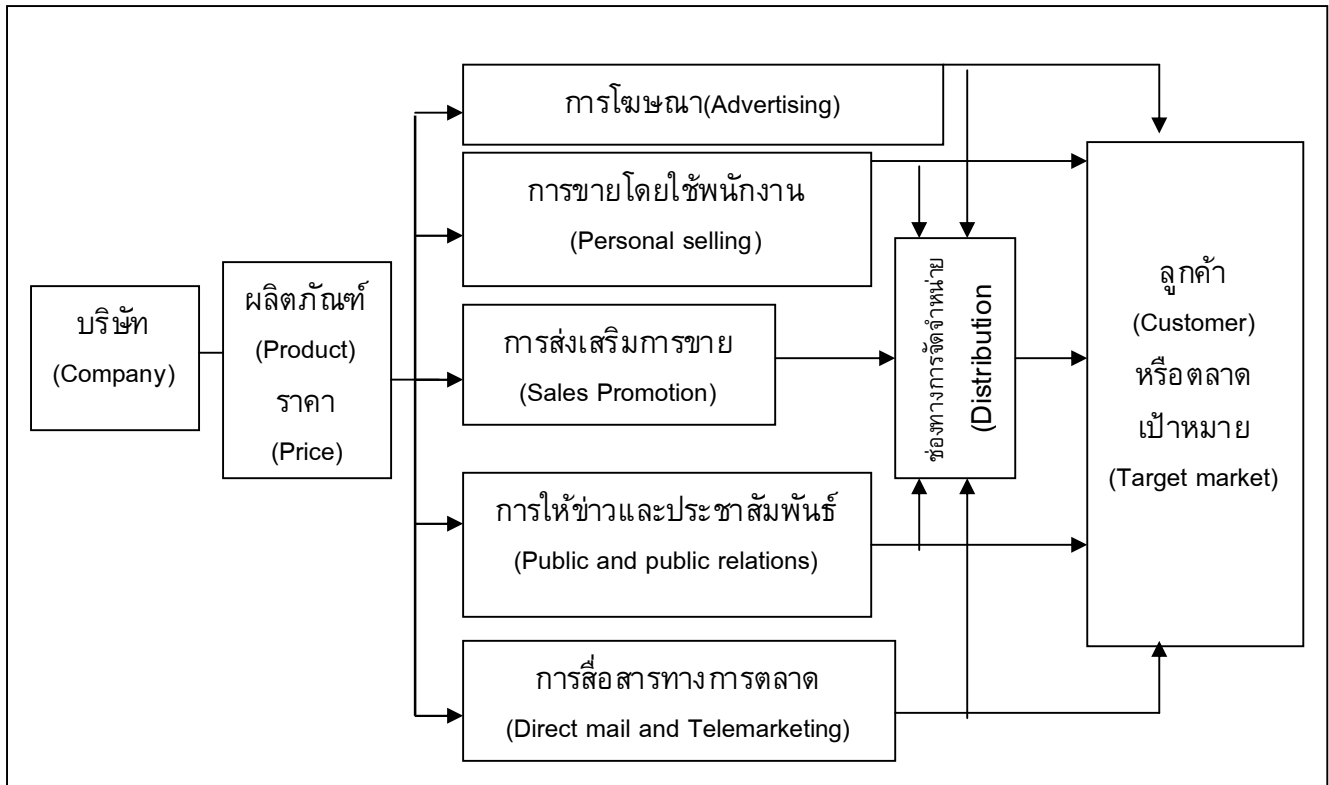 การโฆษณา(Advertising)
การขายโดยใช้พนักงาน
(Personal selling)
บริษัท
(Company)
ผลิตภัณฑ์
(Product)
ราคา
(Price)
การส่งเสริมการขาย
(Sales Promotion)
ช่องทางการจัดจำหน่าย
(Distribution
ลูกค้า
(Customer)
หรือตลาด
เป้าหมาย
(Target market)
การให้ข่าวและประชาสัมพันธ์
(Public and public relations)
การสื่อสารทางการตลาด
(Direct mail and Telemarketing)